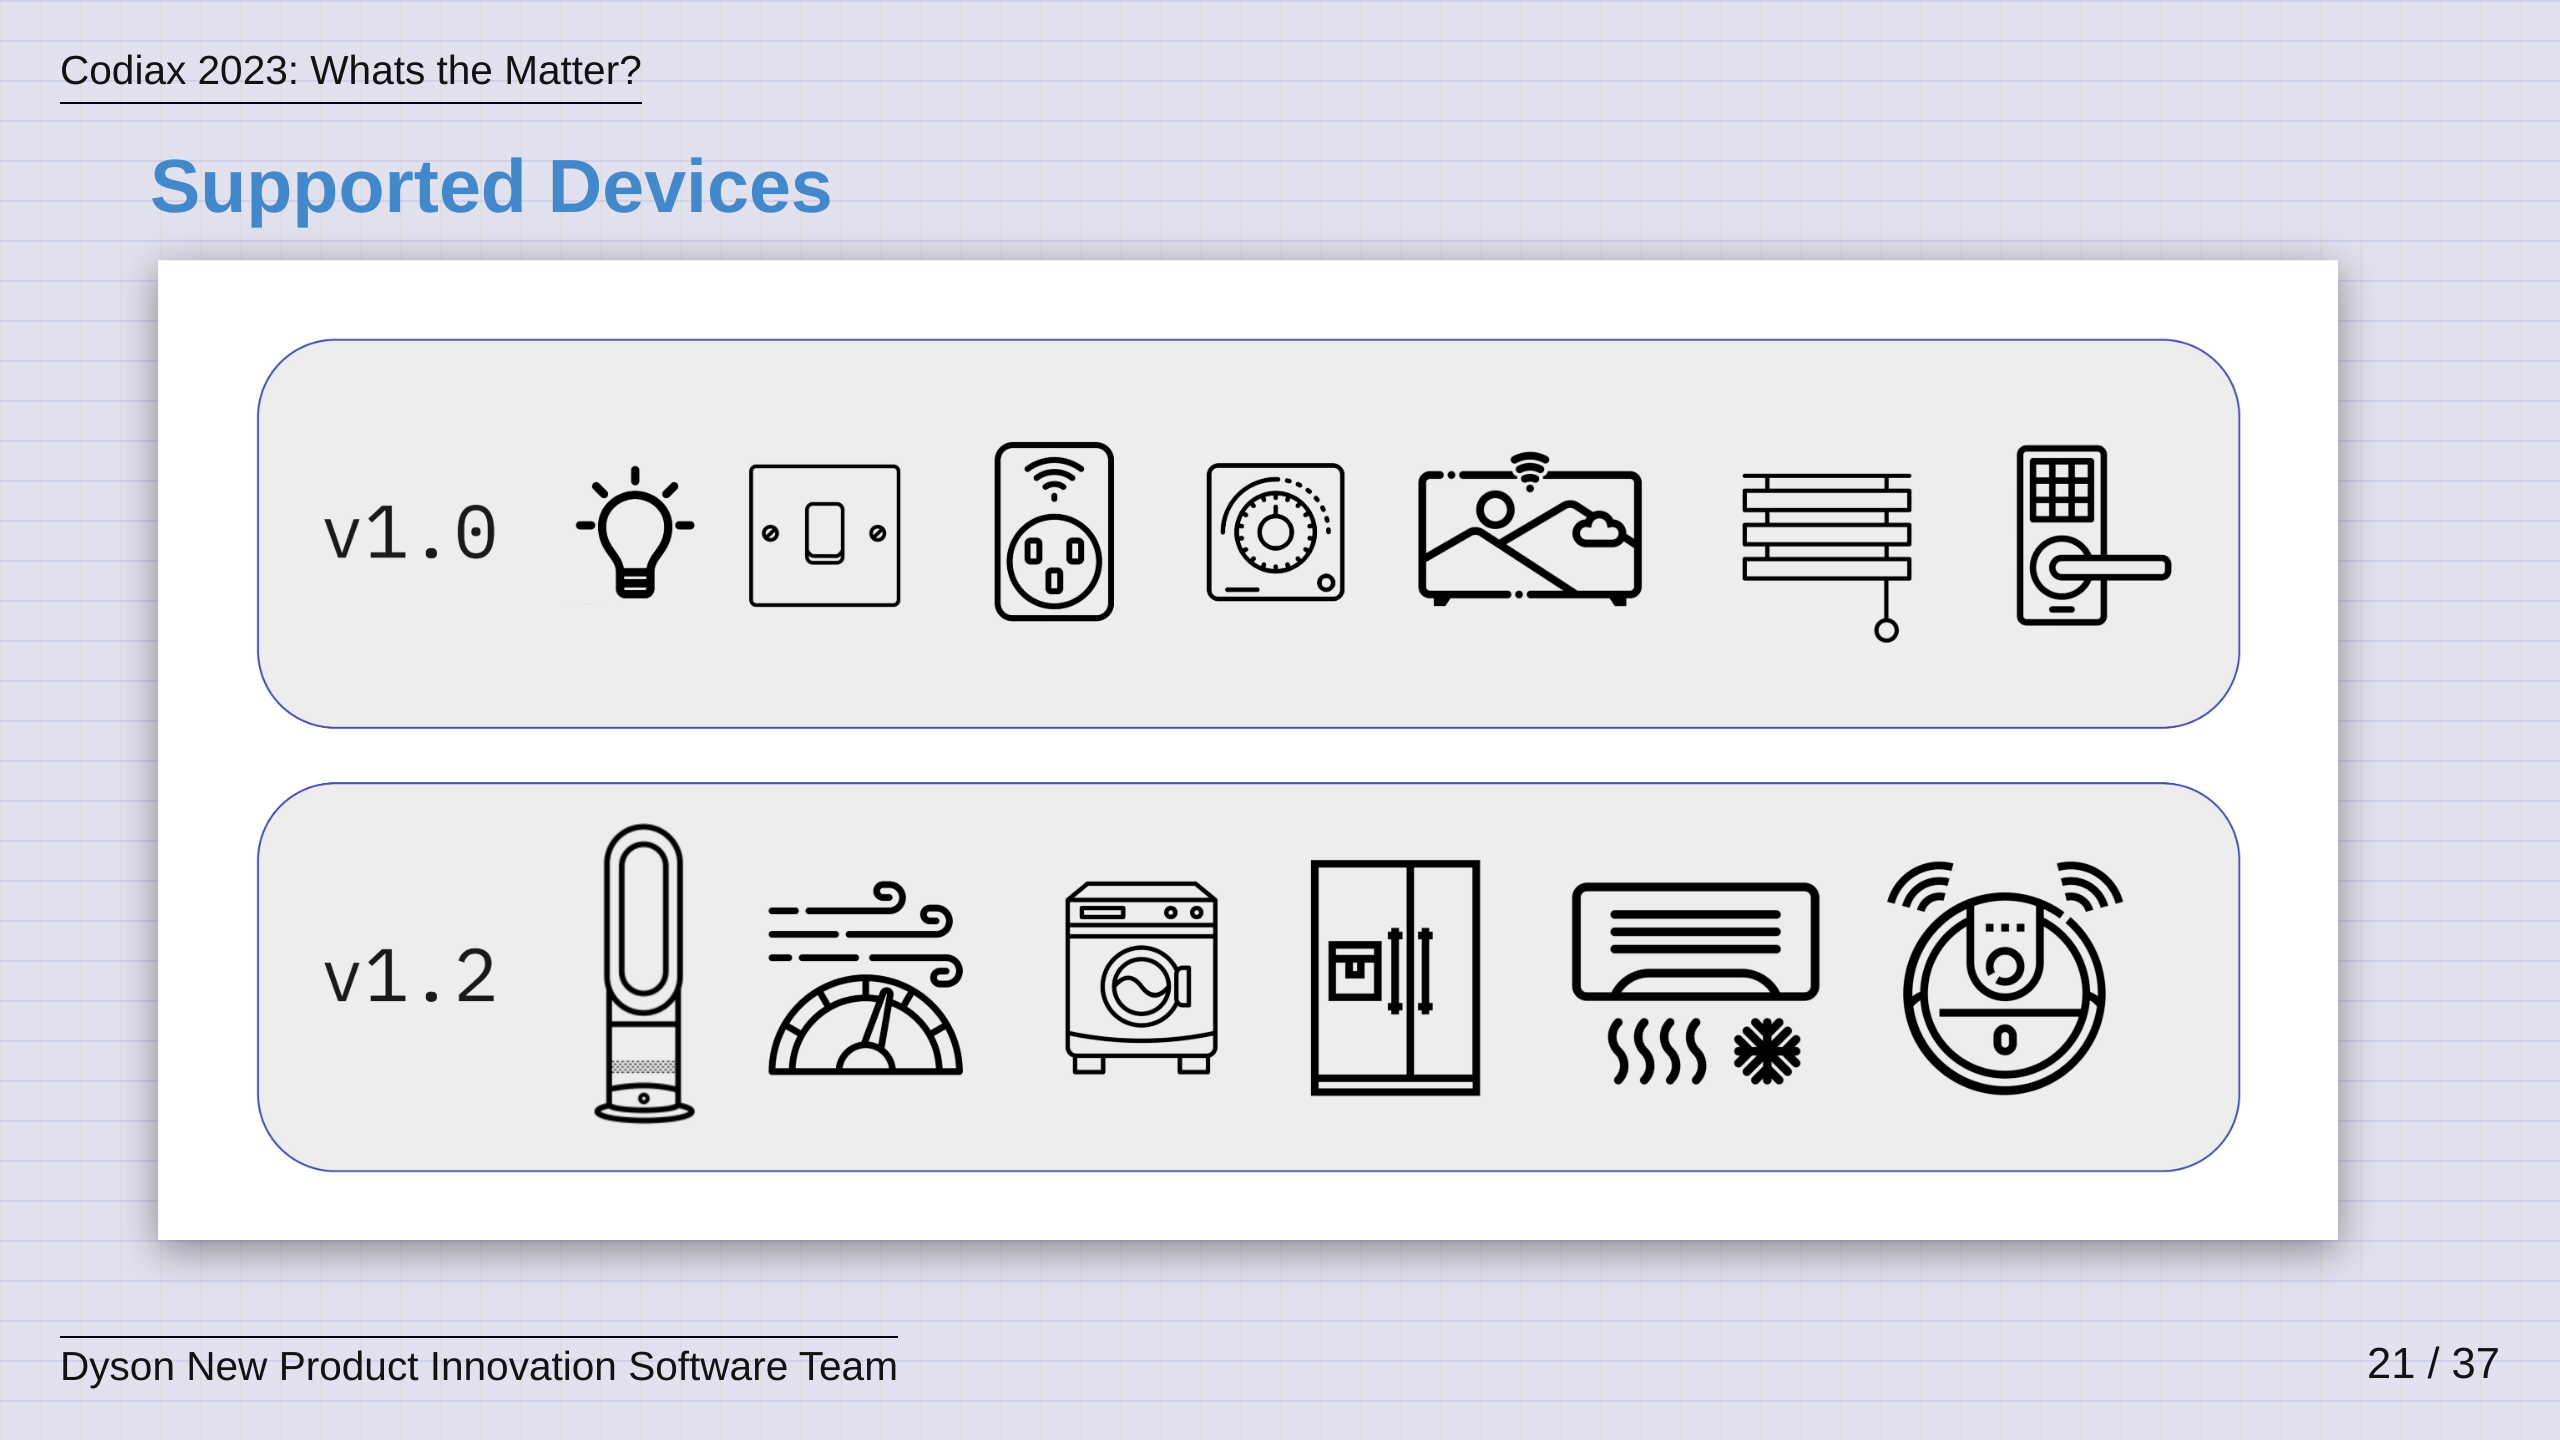 Codiax 2023: Whats the Matter?
Supported Devices
v1.0
v1.2
Dyson New Product Innovation Software Team
21 / 37